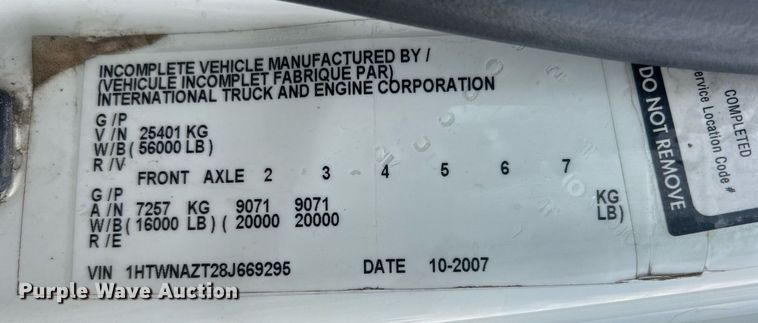 INCOMPLETE VEHICLE MANUFACTURED BY /
(VEHICULE INCOMPLET FABRIQUE PAR)
INTERNATIONAL TRUCK AND ENGINE CORPORATION
G / P
V / N 25401 KG
W/B ( 56000 LB )
R / V
FRONT AXLE 2 3 4 5 6 7
G / P
A / N 7257 KG 9071 9071 KG
W/B ( 16000 LB ) ( 20000 20000 LB )
R / E
VIN 1HTWNAZT28J669295 DATE 10-2007
DO NOT REMOVE
COMPLETED
Service Location Code #
Purple Wave Auction